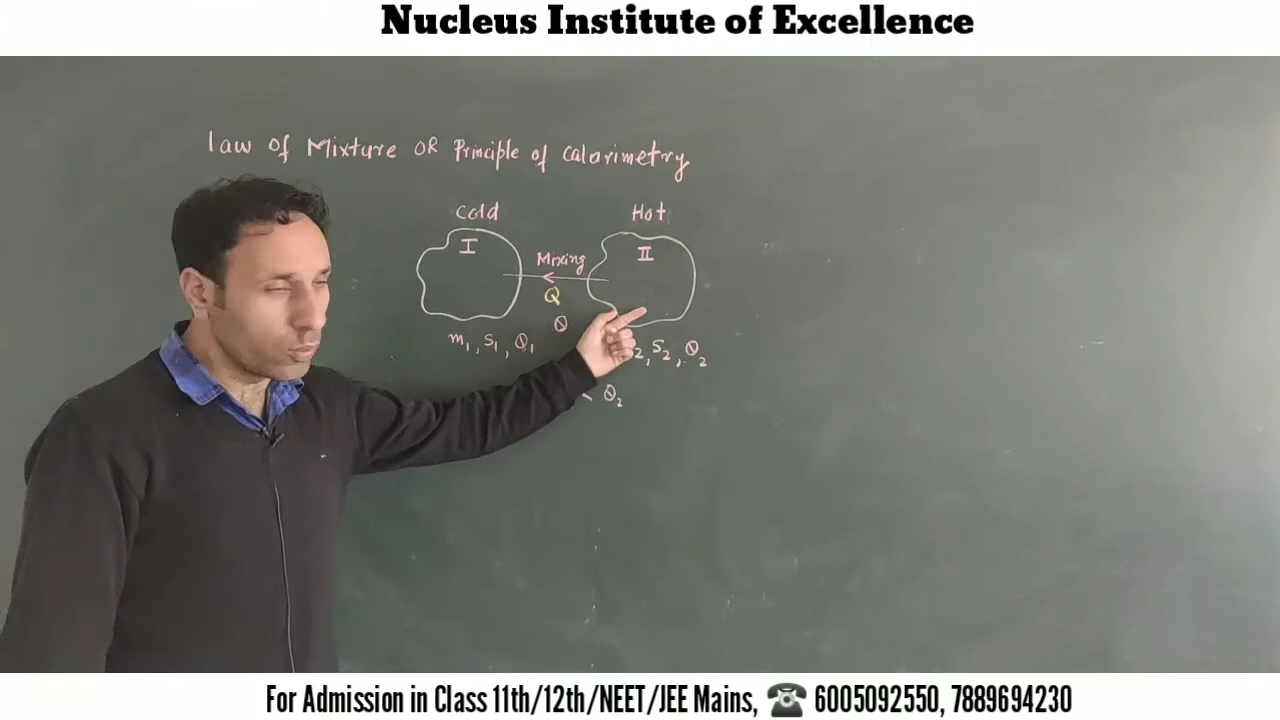 Nucleus Institute of Excellence
Law of Mixture OR Principle of Calorimetry
Cold Hot
I II
Mixing
Q
θ
m₁, S₁, θ₁ ₂, S₂, θ₂
< θ₂
For Admission in Class 11th/12th/NEET/JEE Mains, ☎ 6005092550, 7889694230